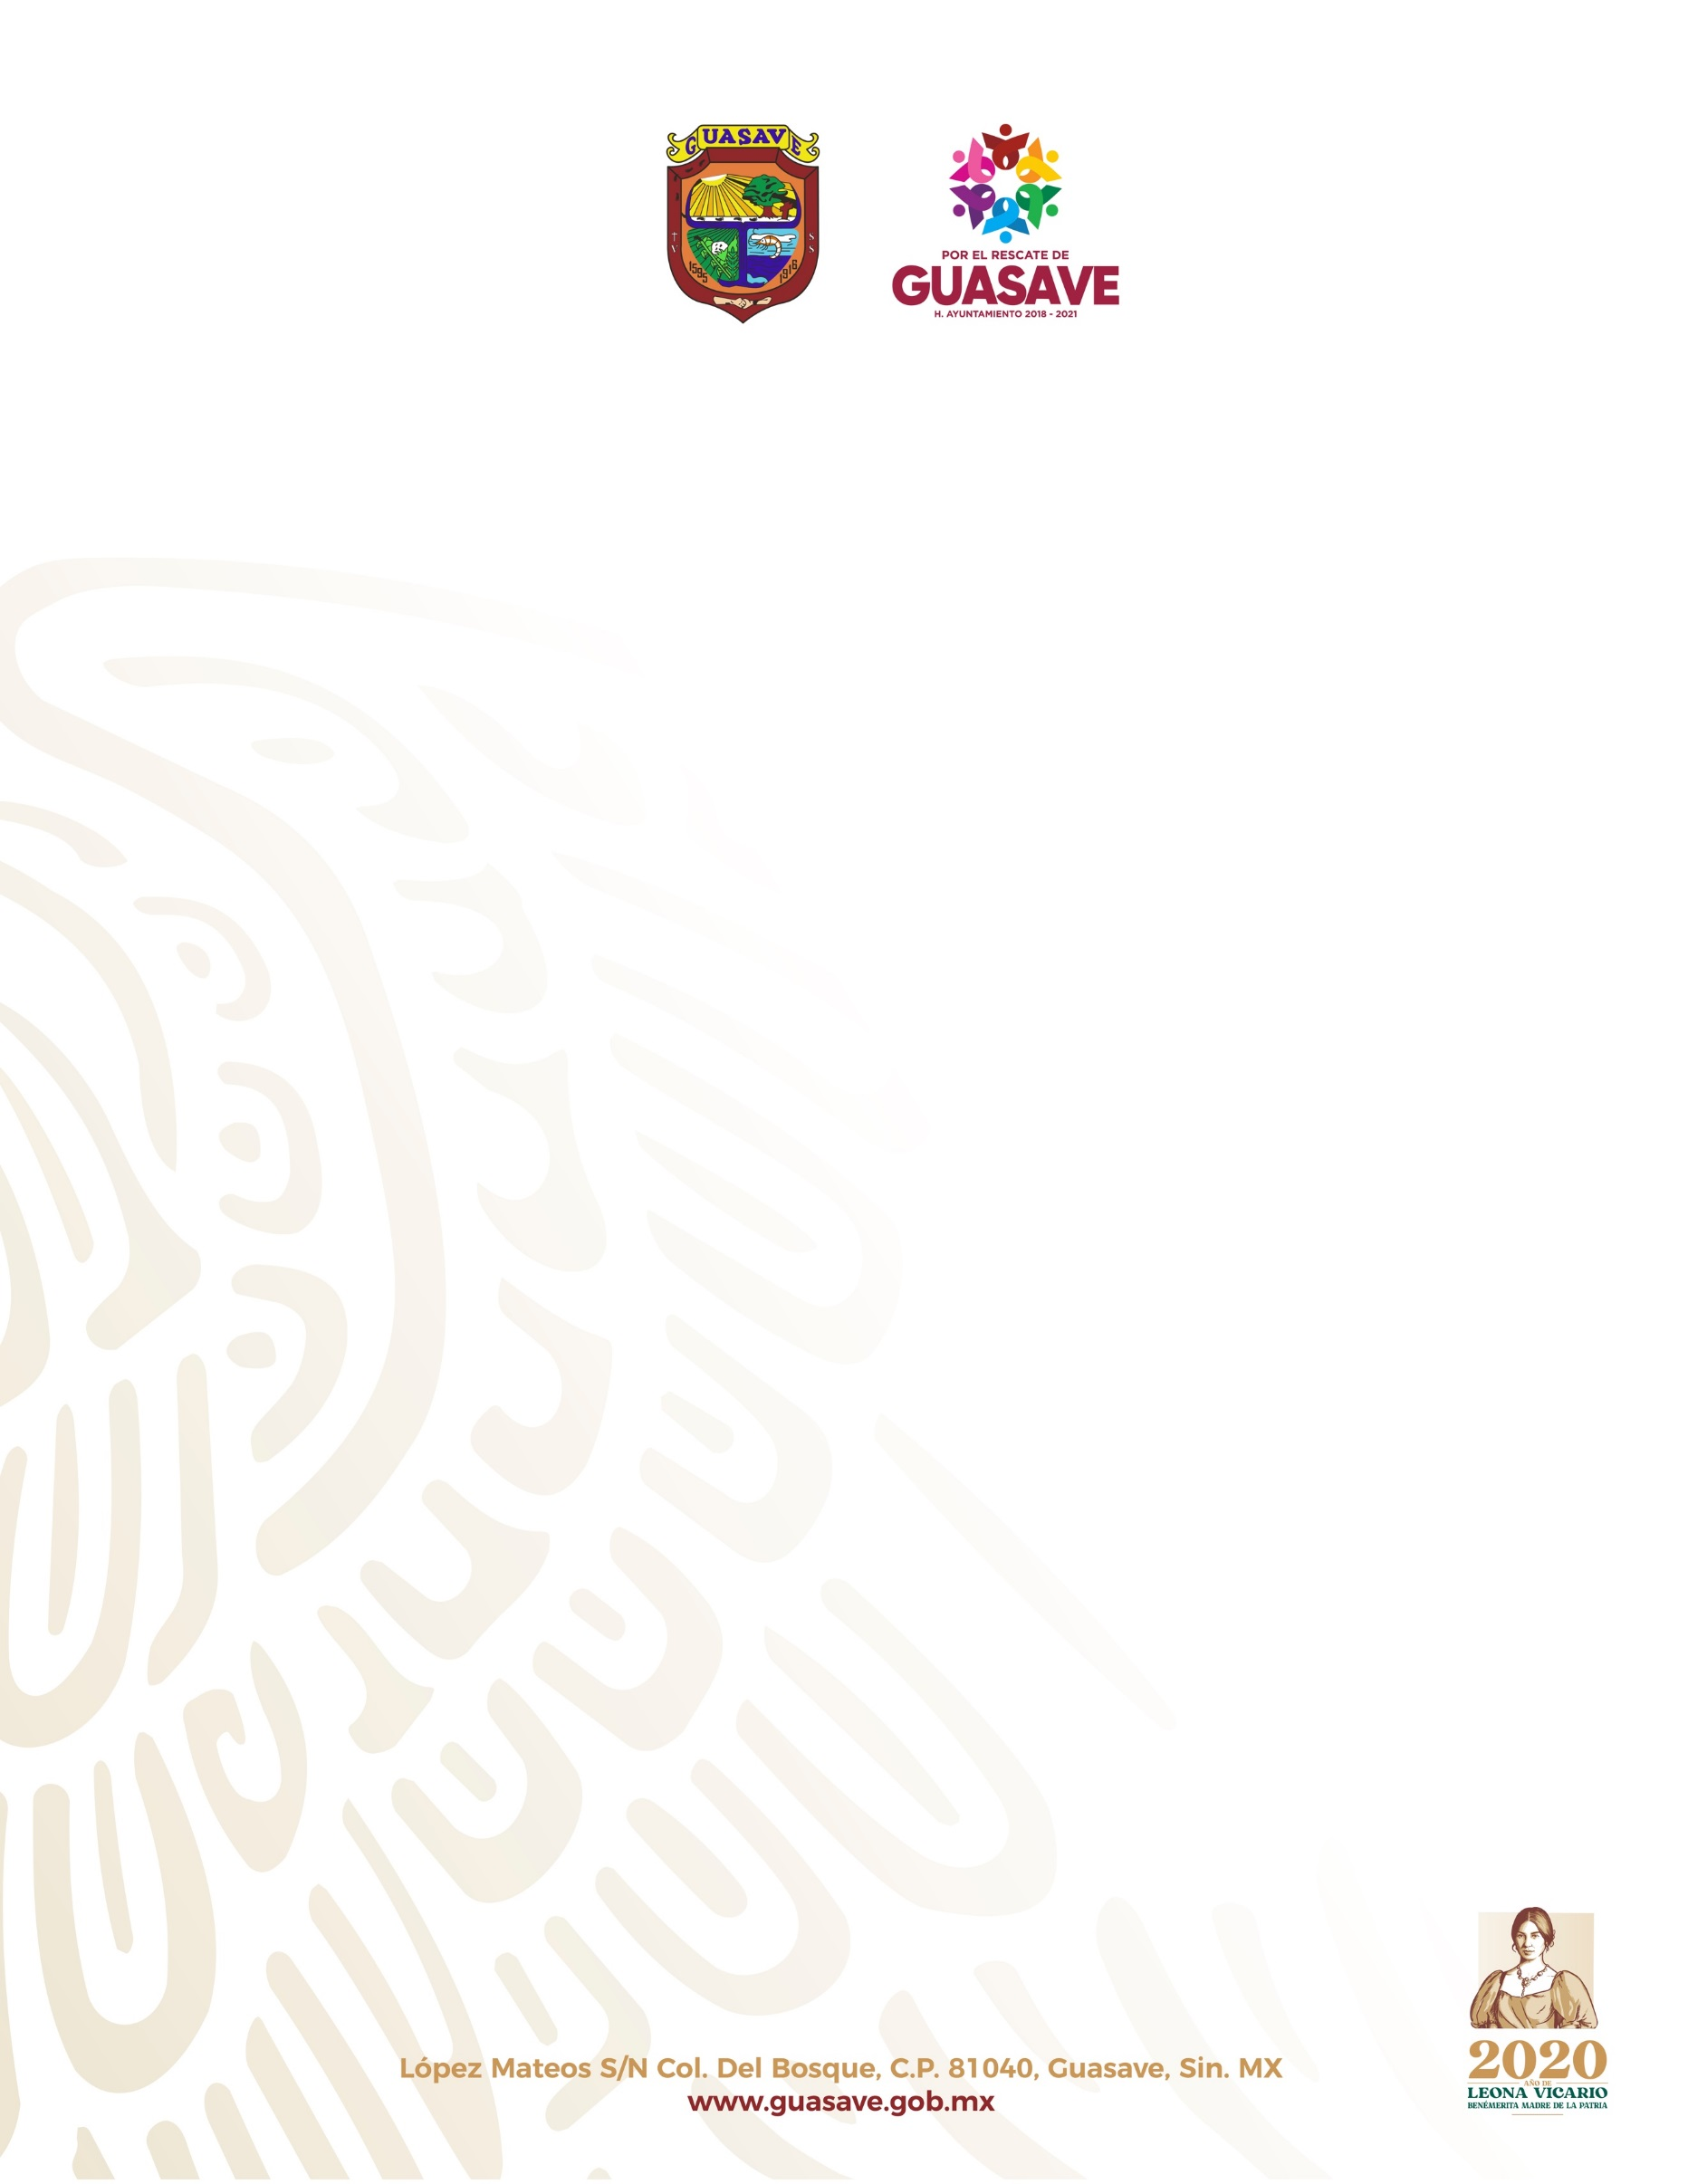 GUASAVE
† V
S S
1595
1916
POR EL RESCATE DE
GUASAVE
H. AYUNTAMIENTO 2018 - 2021
López Mateos S/N Col. Del Bosque, C.P. 81040, Guasave, Sin. MX
www.guasave.gob.mx
2020
AÑO DE
LEONA VICARIO
BENÉMERITA MADRE DE LA PATRIA